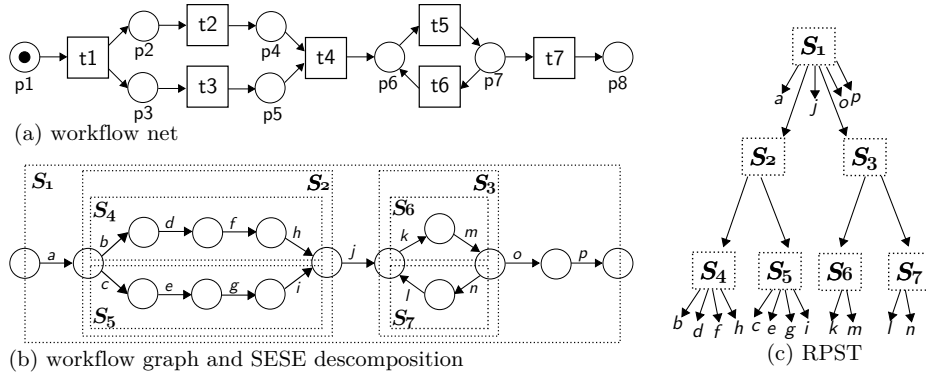 t1 t2 t3 t4 t5 t6 t7
p1 p2 p3 p4 p5 p6 p7 p8
(a) workflow net
S1 S2 S3
S4 S6
b d f h k m
a j o p
c e g i l n
S5 S7
(b) workflow graph and SESE descomposition
S1
a j o p
S2 S3
S4 S5 S6 S7
b d f h c e g i k m l n
(c) RPST